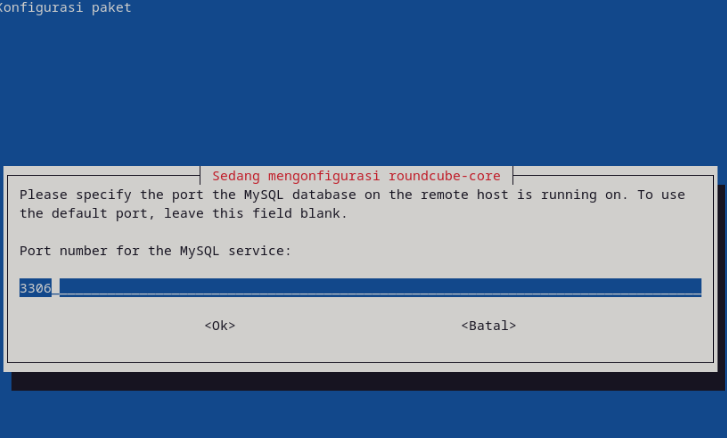 Konfigurasi paket
Sedang mengonfigurasi roundcube-core
Please specify the port the MySQL database on the remote host is running on. To use
the default port, leave this field blank.
Port number for the MySQL service:
3306
<Ok> <Batal>